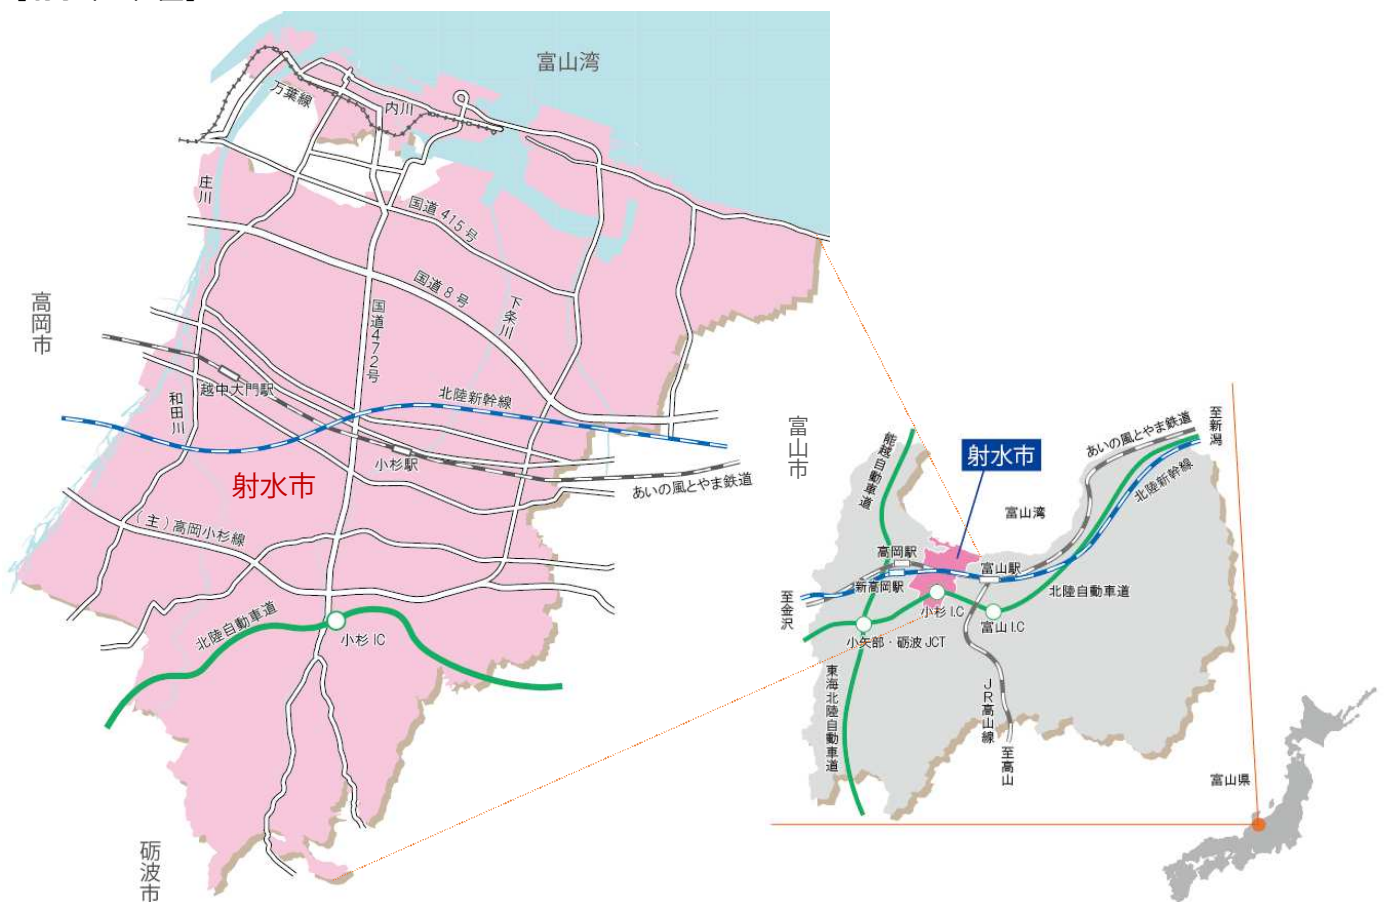 富山湾
万葉線
内川
庄川
国道415号
国道8号
下条川
国道472号
高岡市
越中大門駅
和田川
北陸新幹線
小杉駅
射水市
あいの風とやま鉄道
(主)高岡小杉線
北陸自動車道
小杉IC
砺波市
富山市
能越自動車道
射水市
富山湾
あいの風とやま鉄道
至新潟
北陸新幹線
高岡駅
新高岡駅
富山駅
北陸自動車道
至金沢
小杉I.C
富山I.C
小矢部・砺波JCT
東海北陸自動車道
JR高山線
至高山
富山県